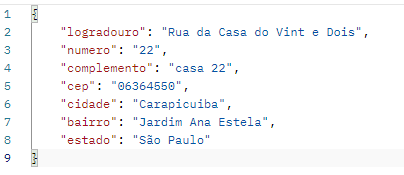 1 {
2 "logradouro": "Rua da Casa do Vint e Dois",
3 "numero": "22",
4 "complemento": "casa 22",
5 "cep": "06364550",
6 "cidade": "Carapicuiba",
7 "bairro": "Jardim Ana Estela",
8 "estado": "São Paulo"
9 }